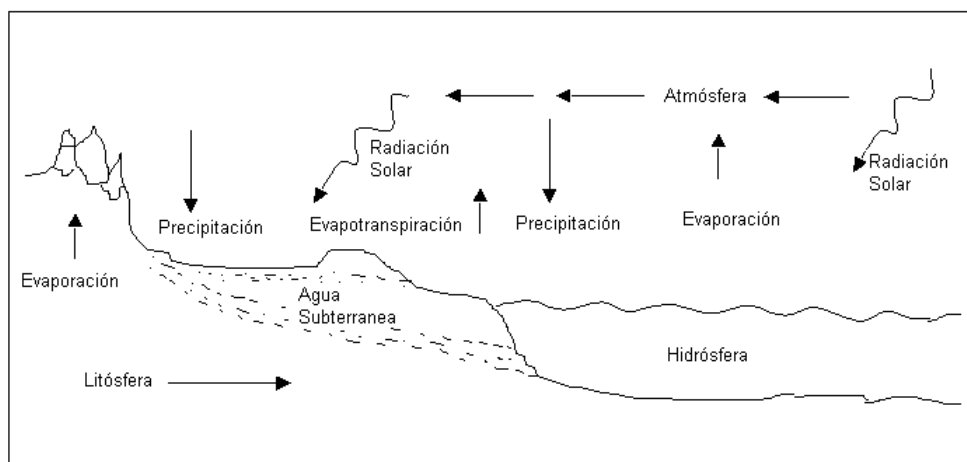 Atmósfera
Radiación
Solar
Radiación
Solar
Precipitación
Evapotranspiración
Precipitación
Evaporación
Evaporación
Agua
Subterranea
Hidrósfera
Litósfera